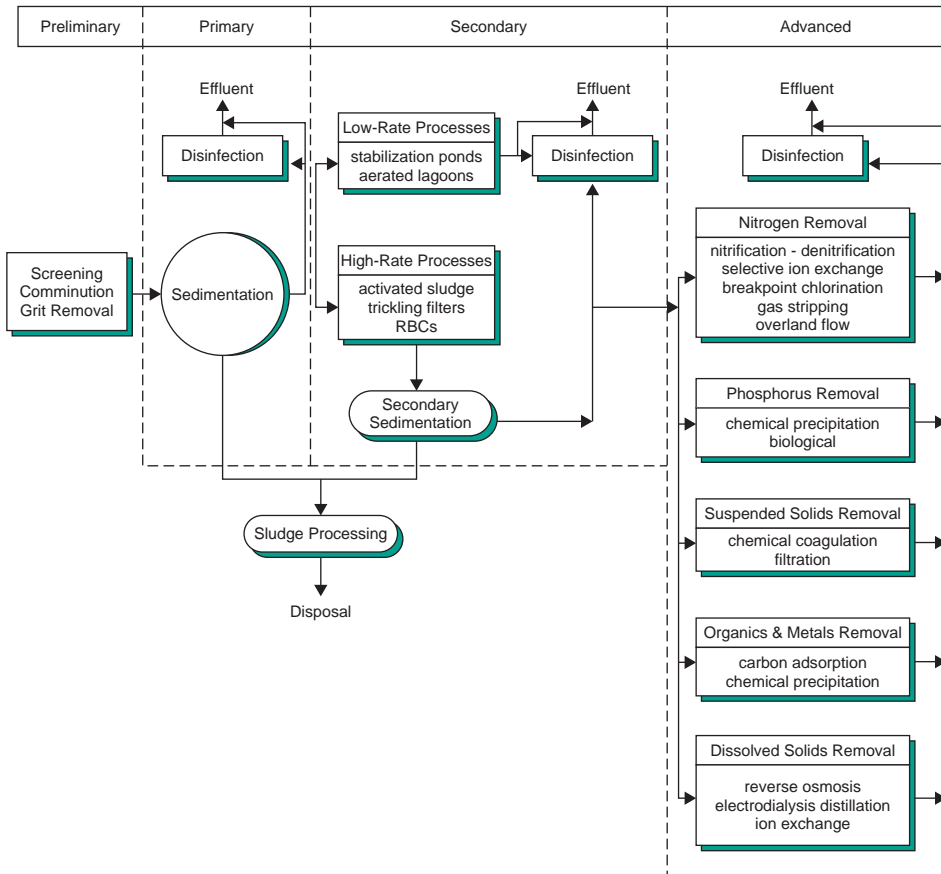 Preliminary
Primary
Secondary
Advanced
Screening
Comminution
Grit Removal
Effluent
Disinfection
Sedimentation
Low-Rate Processes
stabilization ponds
aerated lagoons
High-Rate Processes
activated sludge
trickling filters
RBCs
Secondary
Sedimentation
Effluent
Disinfection
Sludge Processing
Disposal
Effluent
Disinfection
Nitrogen Removal
nitrification - denitrification
selective ion exchange
breakpoint chlorination
gas stripping
overland flow
Phosphorus Removal
chemical precipitation
biological
Suspended Solids Removal
chemical coagulation
filtration
Organics & Metals Removal
carbon adsorption
chemical precipitation
Dissolved Solids Removal
reverse osmosis
electrodialysis distillation
ion exchange